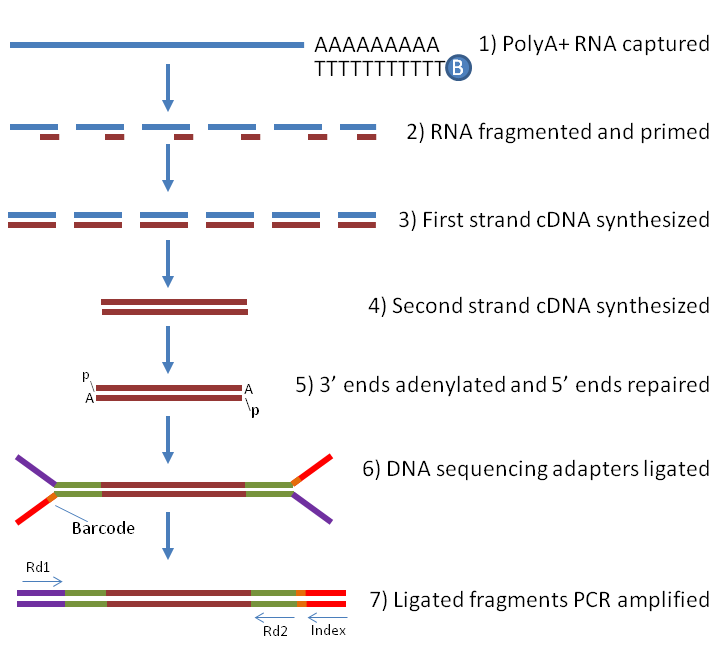 AAAAAAAAA
TTTTTTTTTTT B
1) PolyA+ RNA captured
2) RNA fragmented and primed
3) First strand cDNA synthesized
4) Second strand cDNA synthesized
p
A
A
p
5) 3’ ends adenylated and 5’ ends repaired
6) DNA sequencing adapters ligated
Barcode
Rd1
7) Ligated fragments PCR amplified
Rd2
Index